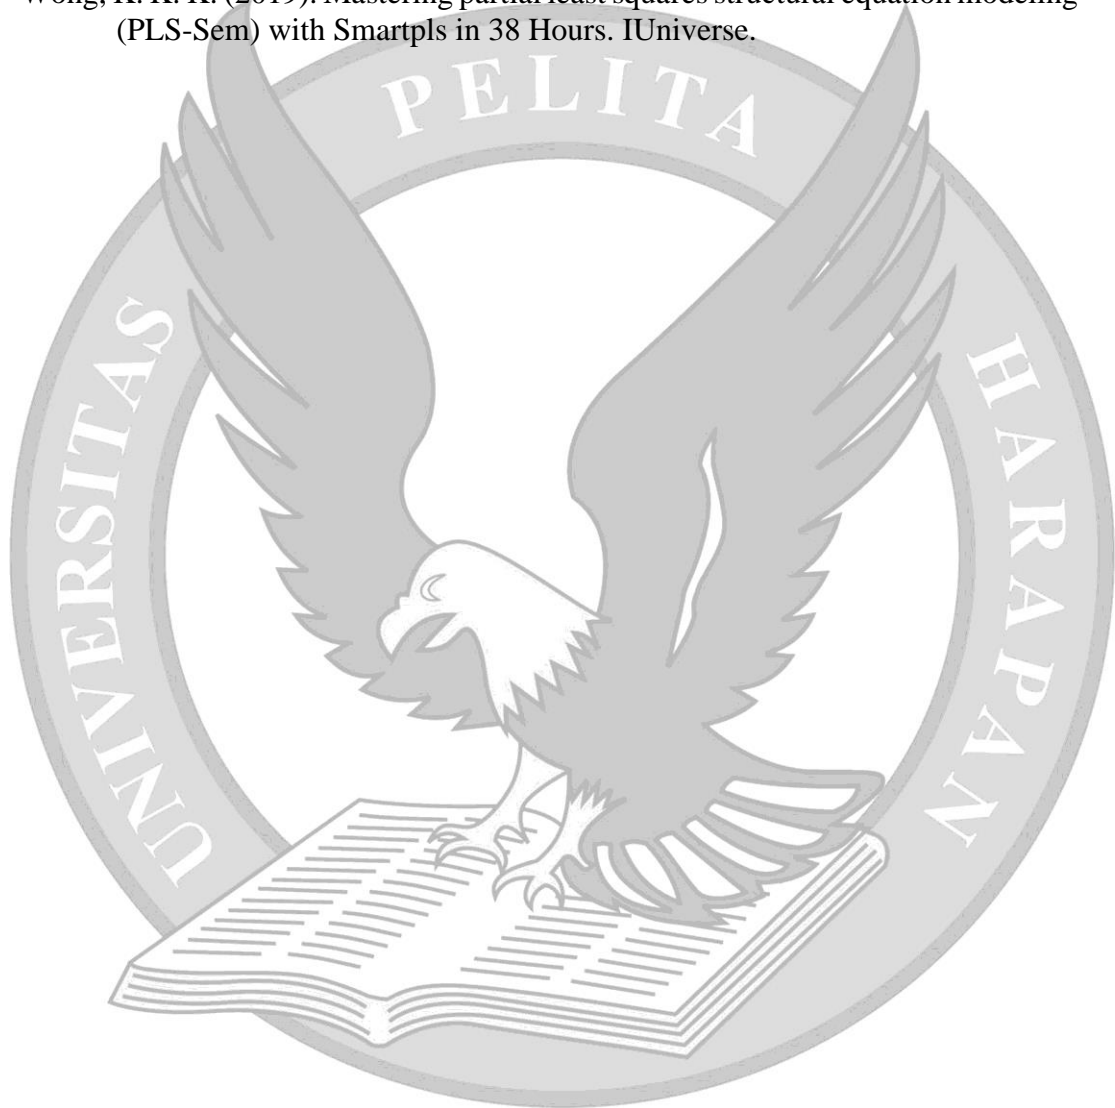 Wong, K. K. K. (2019). Mastering partial least squares structural equation modeling
(PLS-Sem) with Smartpls in 38 Hours. IUniverse.
UNIVERSITAS PELITA HARAPAN